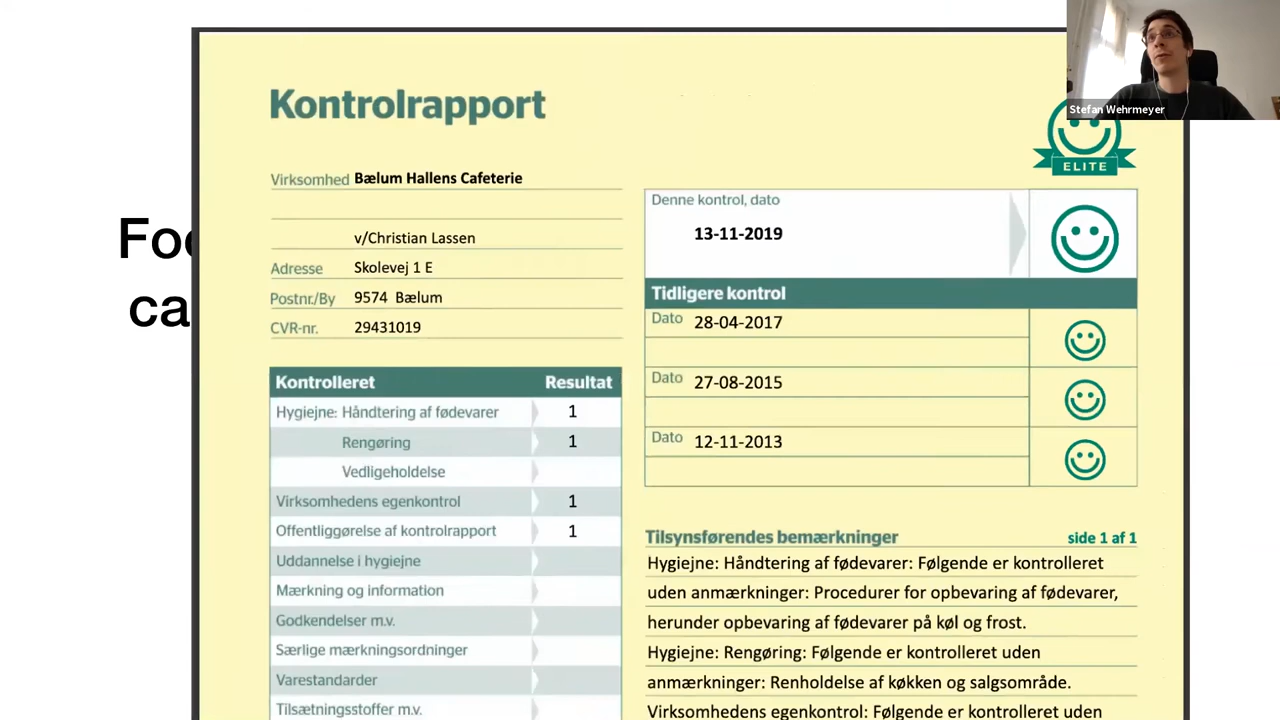 Stefan Wehrmeyer
Kontrolrapport
ELITE
Virksomhed Bælum Hallens Cafeterie
v/Christian Lassen
Adresse Skolevej 1 E
Postnr./By 9574 Bælum
CVR-nr. 29431019
Denne kontrol, dato
13-11-2019
Tidligere kontrol
Dato 28-04-2017
Dato 27-08-2015
Dato 12-11-2013
Kontrolleret Resultat
Hygiejne: Håndtering af fødevarer 1
Rengøring 1
Vedligeholdelse
Virksomhedens egenkontrol 1
Offentliggørelse af kontrolrapport 1
Uddannelse i hygiejne
Mærkning og information
Godkendelser m.v.
Særlige mærkningsordninger
Varestandarder
Tilsætningsstoffer m.v.
Tilsynsførendes bemærkninger side 1 af 1
Hygiejne: Håndtering af fødevarer: Følgende er kontrolleret
uden anmærkninger: Procedurer for opbevaring af fødevarer,
herunder opbevaring af fødevarer på køl og frost.
Hygiejne: Rengøring: Følgende er kontrolleret uden
anmærkninger: Renholdelse af køkken og salgsområde.
Virksomhedens egenkontrol: Følgende er kontrolleret uden